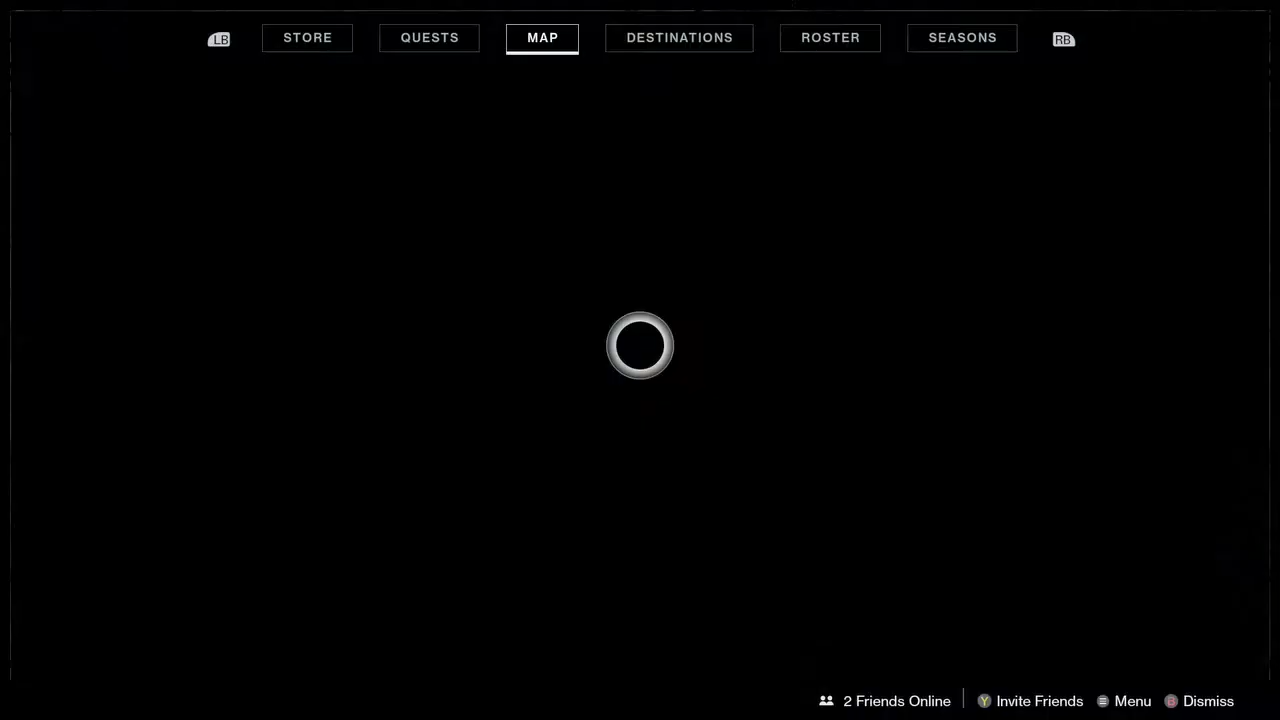 LB STORE QUESTS MAP DESTINATIONS ROSTER SEASONS RB
2 Friends Online Y Invite Friends Menu B Dismiss